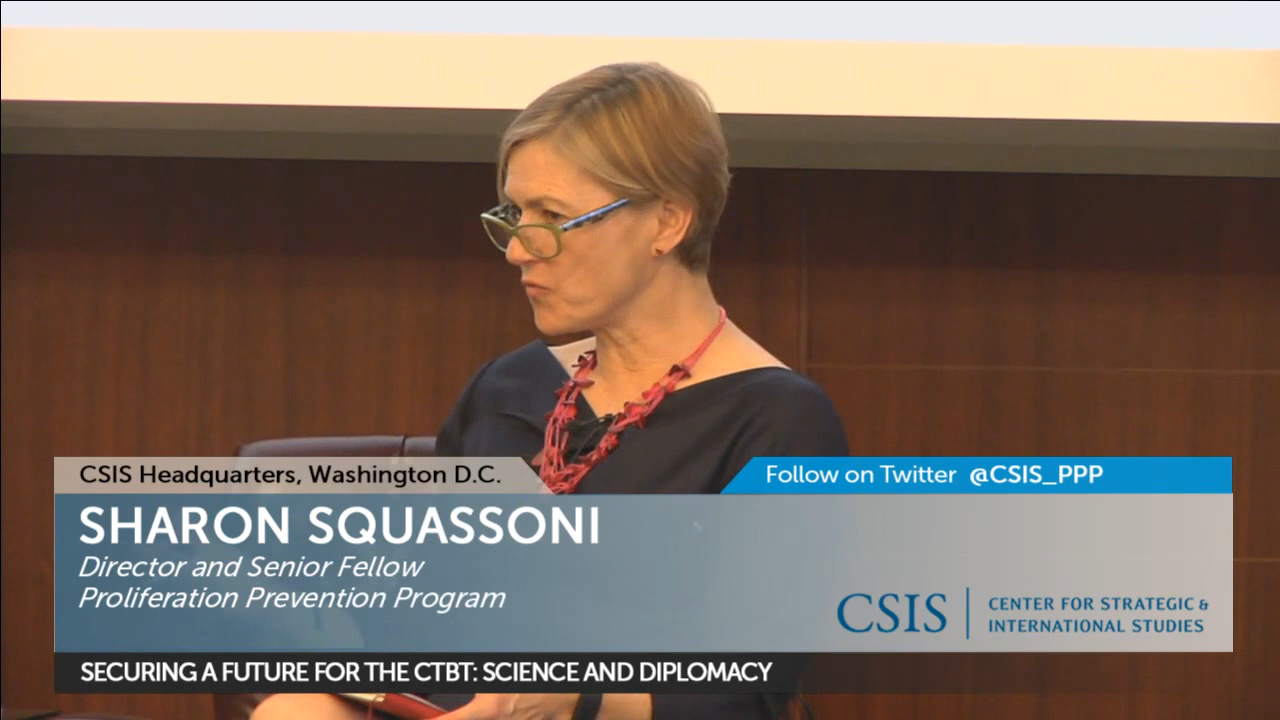 CSIS Headquarters, Washington D.C.
Follow on Twitter @CSIS_PPP
SHARON SQUASSONI
Director and Senior Fellow
Proliferation Prevention Program
CSIS
CENTER FOR STRATEGIC &
INTERNATIONAL STUDIES
SECURING A FUTURE FOR THE CTBT: SCIENCE AND DIPLOMACY